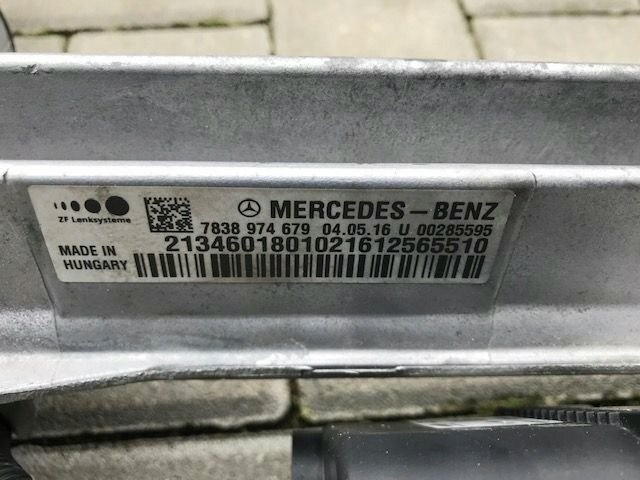 ZF Lenksysteme
MERCEDES-BENZ
7838 974 679 04.05.16 U 00285595
MADE IN
HUNGARY
2134601801021612565510